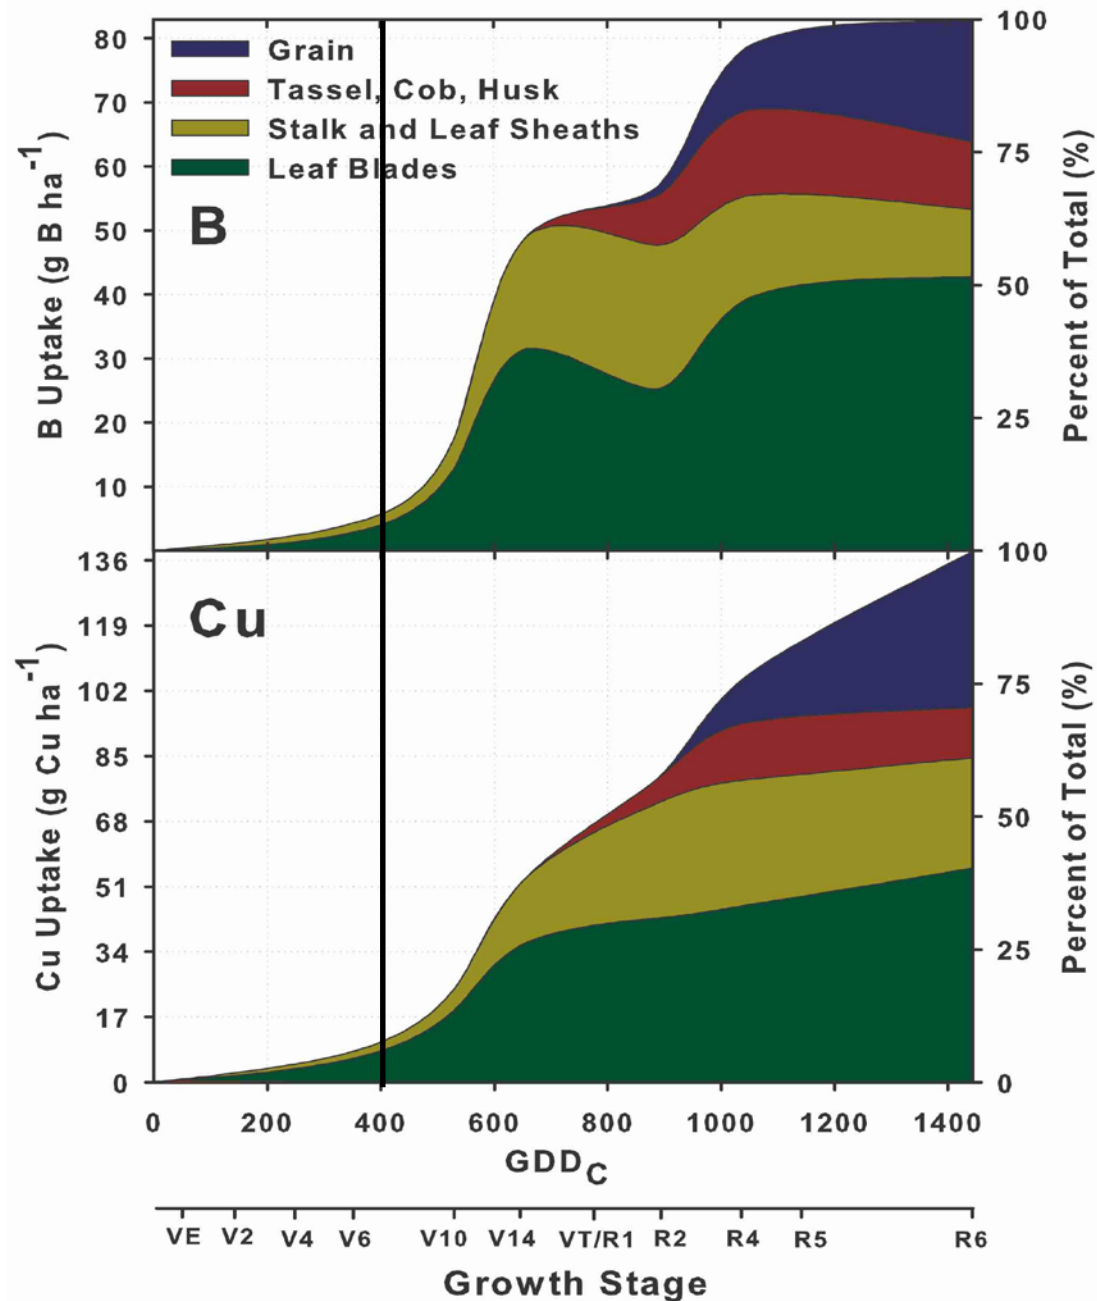 Grain
Tassel, Cob, Husk
Stalk and Leaf Sheaths
Leaf Blades
B
B Uptake (g B ha⁻¹)
80
70
60
50
40
30
20
10
100
75
50
25
Percent of Total (%)
Cu
Cu Uptake (g Cu ha⁻¹)
136
119
102
85
68
51
34
17
0
100
75
50
25
0
Percent of Total (%)
0 200 400 600 800 1000 1200 1400
GDD_C
VE V2 V4 V6 V10 V14 VT/R1 R2 R4 R5 R6
Growth Stage